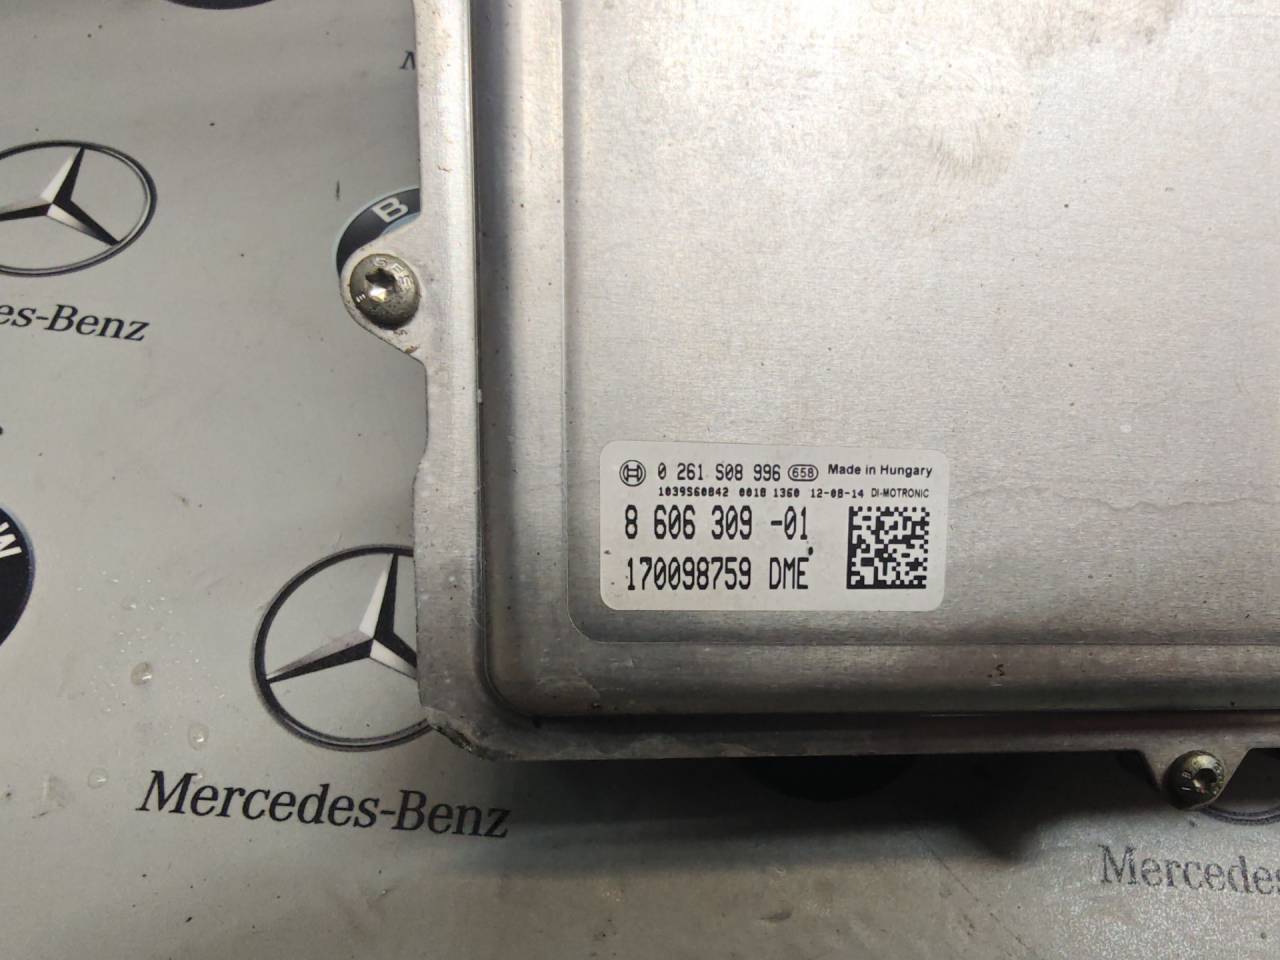 B
es-Benz
0 261 S08 996 658 Made in Hungary
1039S60842 0018 1360 12-08-14 DI-MOTRONIC
8 606 309 -01
170098759 DME
M
Mercedes-Benz
Mercedes